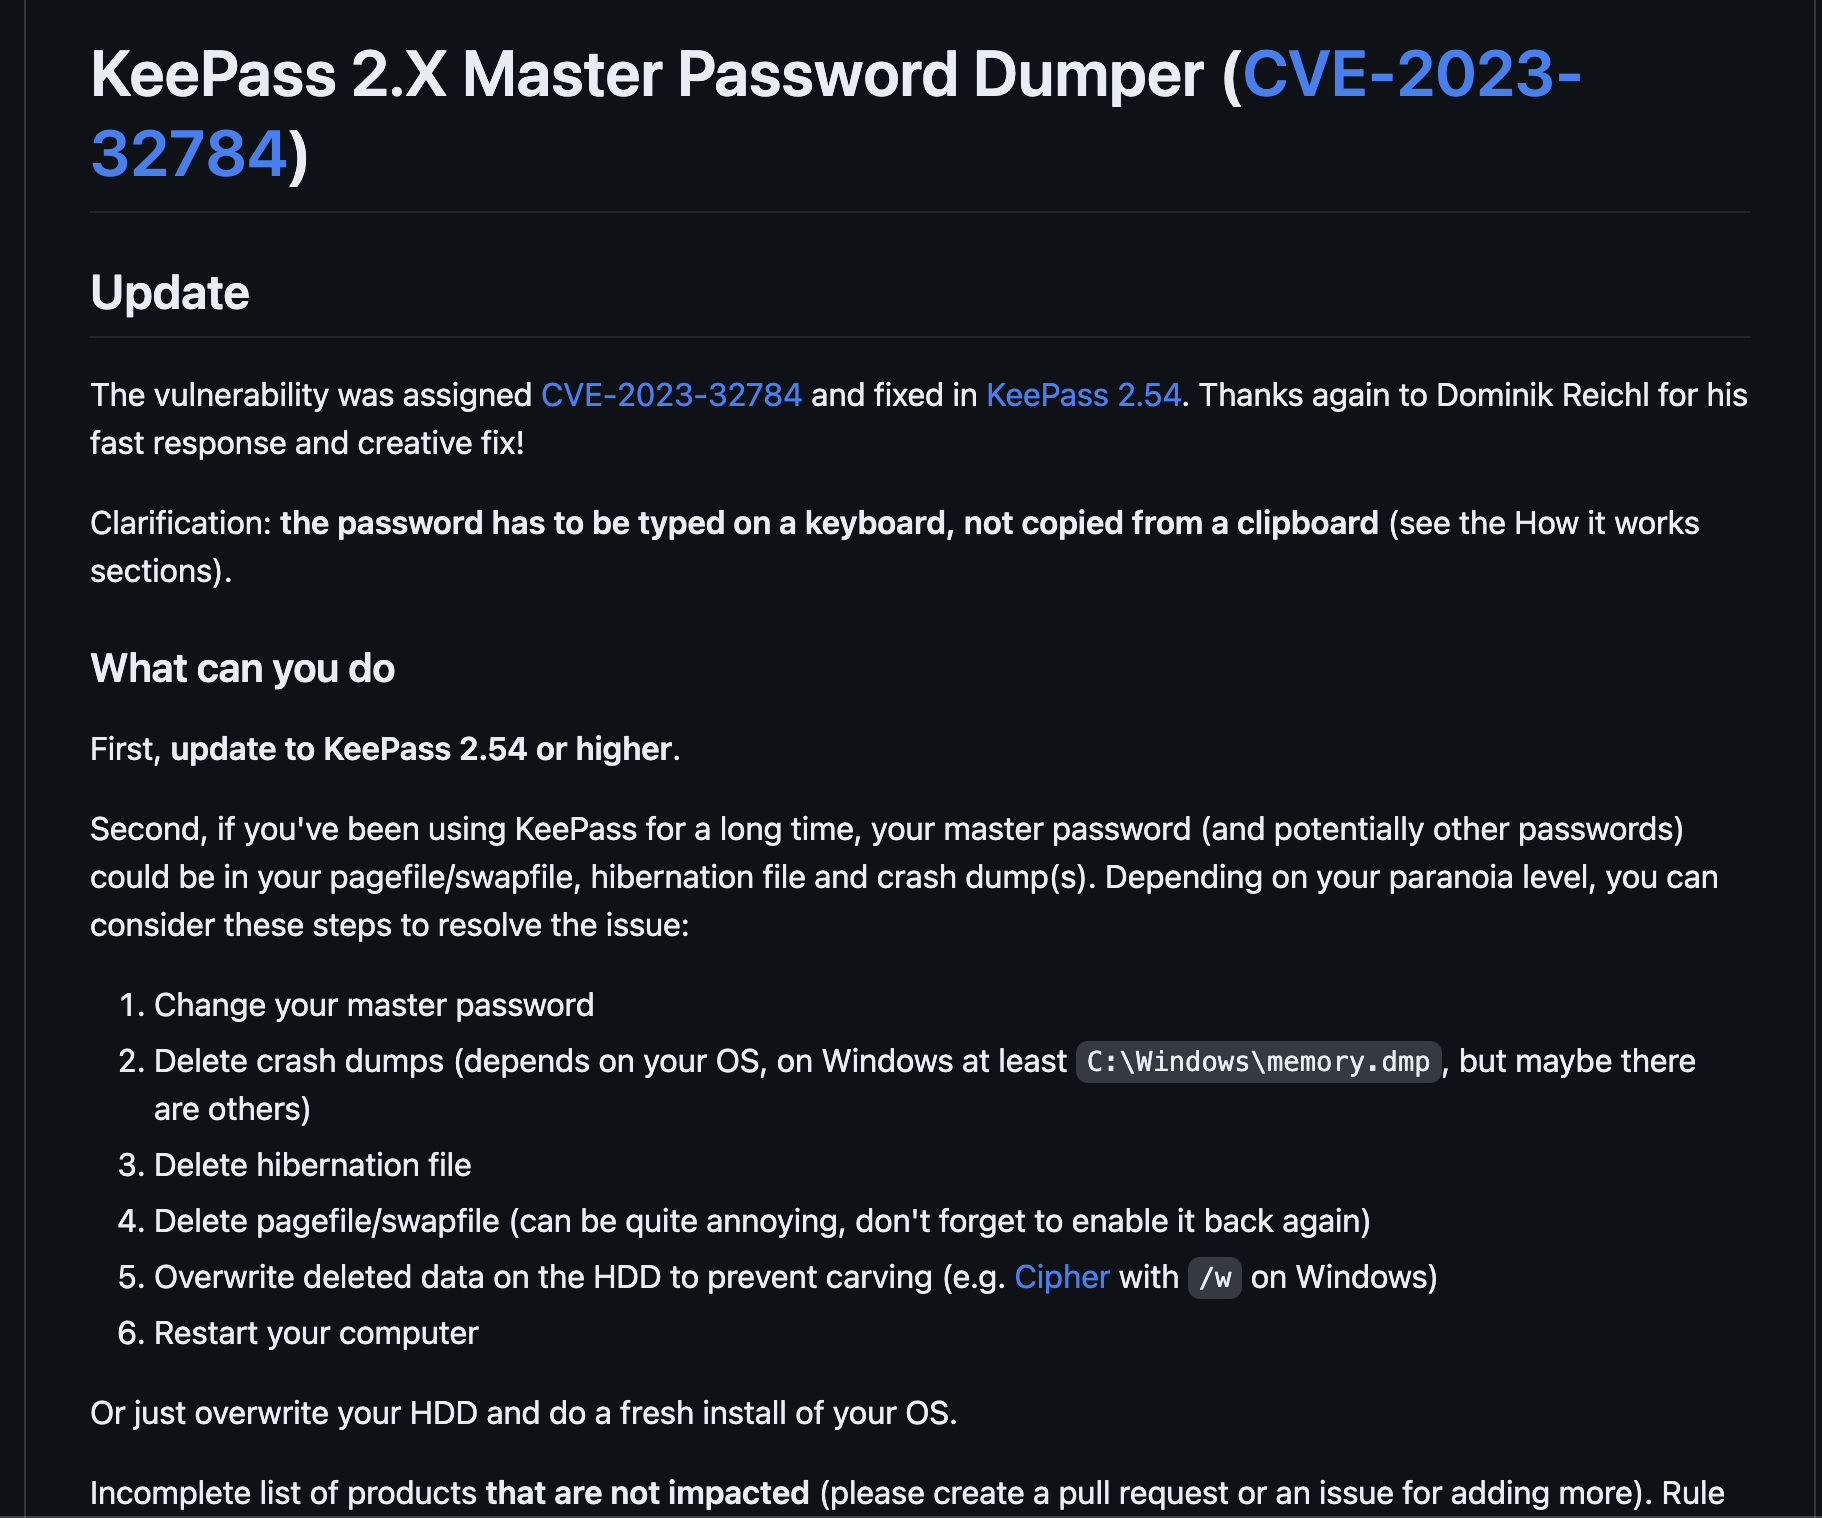 KeePass 2.X Master Password Dumper (CVE-2023-
32784)
Update
The vulnerability was assigned CVE-2023-32784 and fixed in KeePass 2.54. Thanks again to Dominik Reichl for his
fast response and creative fix!
Clarification: the password has to be typed on a keyboard, not copied from a clipboard (see the How it works
sections).
What can you do
First, update to KeePass 2.54 or higher.
Second, if you've been using KeePass for a long time, your master password (and potentially other passwords)
could be in your pagefile/swapfile, hibernation file and crash dump(s). Depending on your paranoia level, you can
consider these steps to resolve the issue:
1. Change your master password
2. Delete crash dumps (depends on your OS, on Windows at least C:\Windows\memory.dmp, but maybe there
are others)
3. Delete hibernation file
4. Delete pagefile/swapfile (can be quite annoying, don't forget to enable it back again)
5. Overwrite deleted data on the HDD to prevent carving (e.g. Cipher with /w on Windows)
6. Restart your computer
Or just overwrite your HDD and do a fresh install of your OS.
Incomplete list of products that are not impacted (please create a pull request or an issue for adding more). Rule